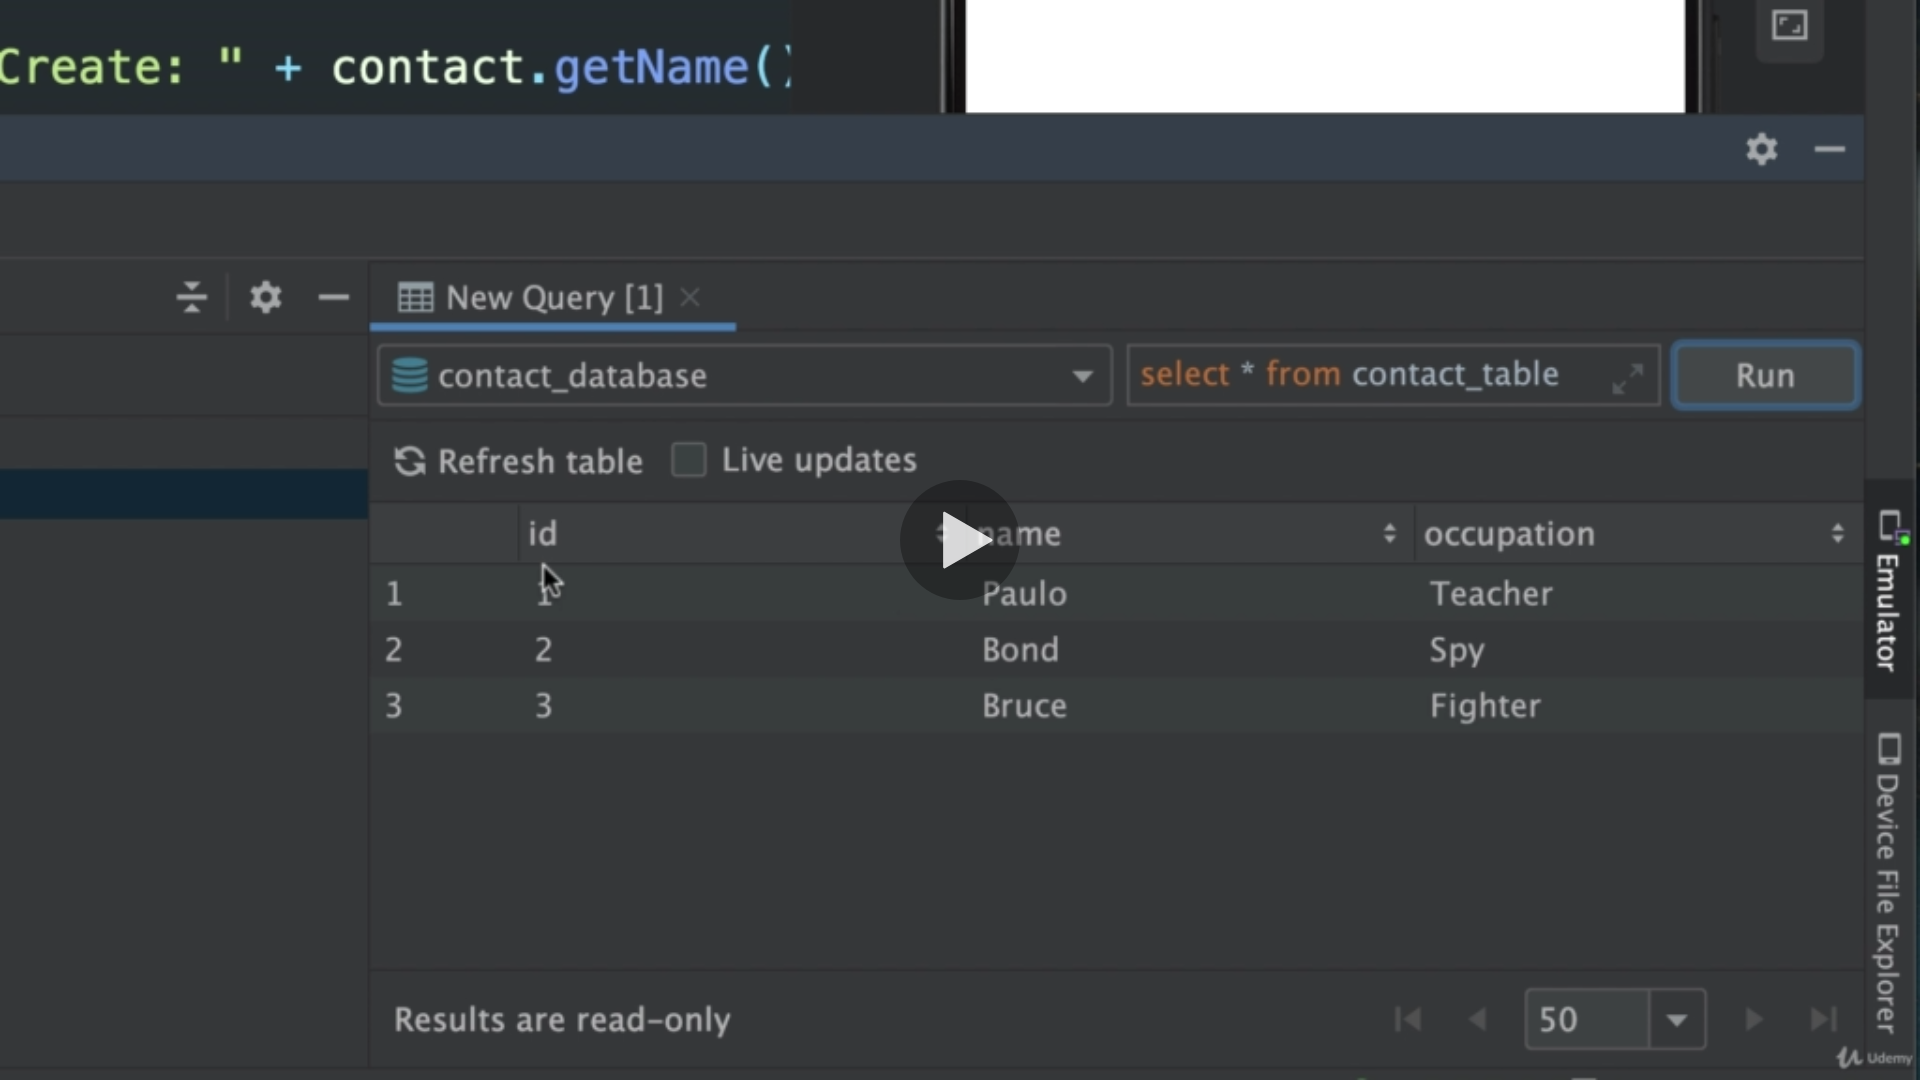 Create: " + contact.getName()
New Query [1]
contact_database
select * from contact_table
Run
Refresh table
Live updates
id name occupation
1 1 Paulo Teacher
2 2 Bond Spy
3 3 Bruce Fighter
Results are read-only
50
Emulator
Device File Explorer
Udemy